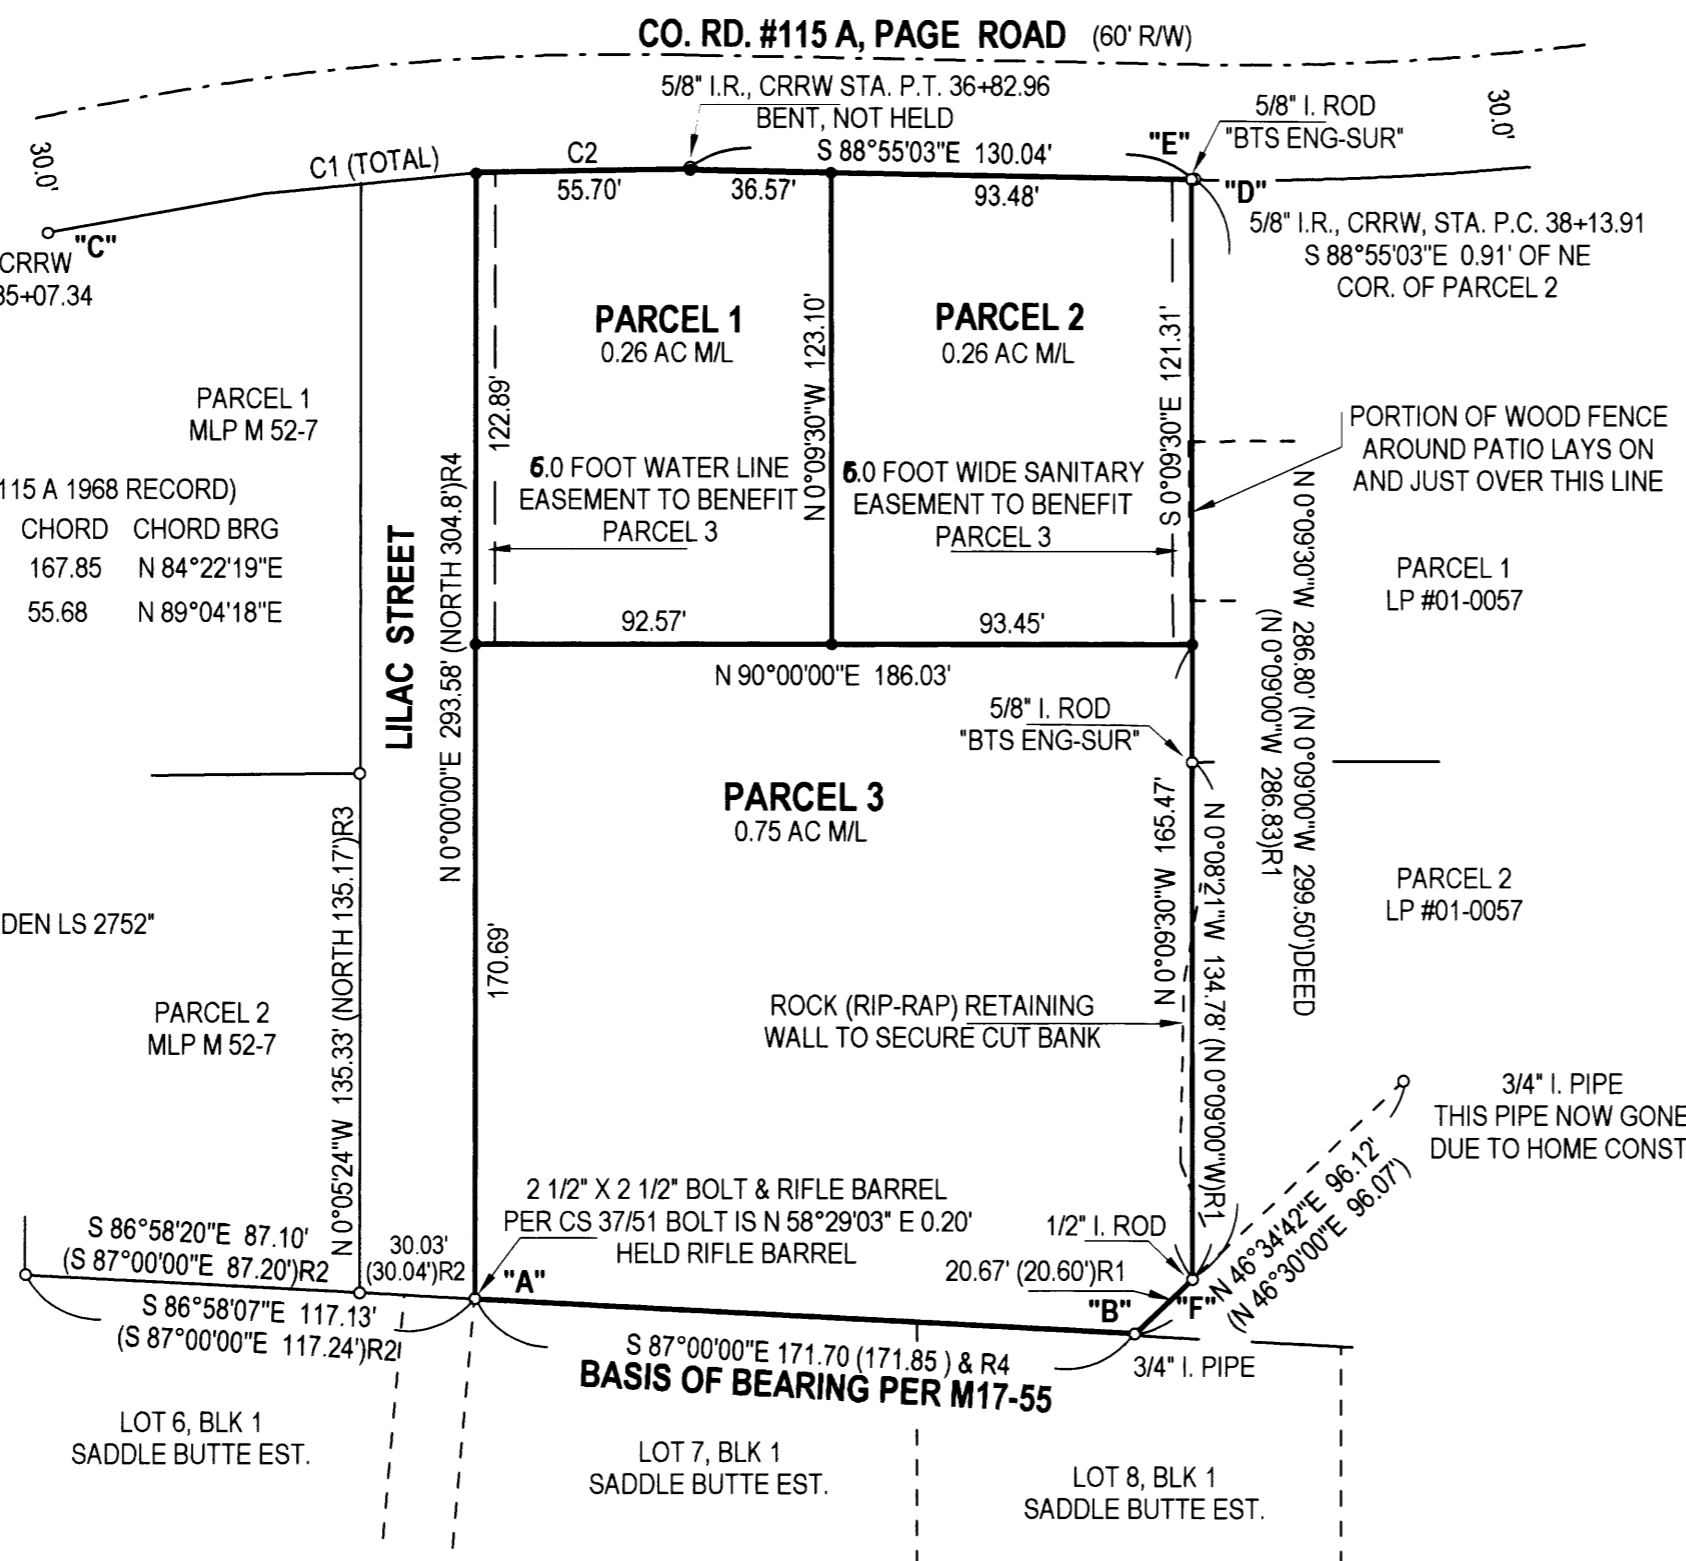 CO. RD. #115 A, PAGE ROAD (60' R/W)
5/8" I.R., CRRW STA. P.T. 36+82.96
BENT, NOT HELD
S 88°55'03"E 130.04'
5/8" I. ROD
"BTS ENG-SUR"
"E"
"D"
30.0'
30.0'
C1 (TOTAL)
C2
55.70'
36.57'
93.48'
"C"
CRRW
35+07.34
5/8" I.R., CRRW, STA. P.C. 38+13.91
S 88°55'03"E 0.91' OF NE
COR. OF PARCEL 2
PARCEL 1
0.26 AC M/L
PARCEL 2
0.26 AC M/L
122.89'
N 0°09'30"W 123.10'
S 0°09'30"E 121.31'
PARCEL 1
MLP M 52-7
PORTION OF WOOD FENCE
AROUND PATIO LAYS ON
AND JUST OVER THIS LINE
.0 FOOT WATER LINE
EASEMENT TO BENEFIT
PARCEL 3
.0 FOOT WIDE SANITARY
EASEMENT TO BENEFIT
PARCEL 3
115 A 1968 RECORD)
CHORD CHORD BRG
167.85 N 84°22'19"E
55.68 N 89°04'18"E
LILAC STREET
N 0°00'00"E 293.58' (NORTH 304.8')R4
PARCEL 1
LP #01-0057
92.57'
93.45'
N 90°00'00"E 186.03'
5/8" I. ROD
"BTS ENG-SUR"
N 0°09'30"W 286.80' (N 0°09'00"W 299.50')DEED
(N 0°09'00"W 286.83)R1
PARCEL 3
0.75 AC M/L
N 0°09'30"W 165.47'
N 0°08'21"W 134.78' (N 0°09'00"W)R1
N 0°05'24"W 135.33' (NORTH 135.17')R3
170.69'
DEN LS 2752"
PARCEL 2
LP #01-0057
PARCEL 2
MLP M 52-7
ROCK (RIP-RAP) RETAINING
WALL TO SECURE CUT BANK
3/4" I. PIPE
THIS PIPE NOW GONE
DUE TO HOME CONST
N 46°34'42"E 96.12'
(N 46°30'00"E 96.07')
2 1/2" X 2 1/2" BOLT & RIFLE BARREL
PER CS 37/51 BOLT IS N 58°29'03" E 0.20'
HELD RIFLE BARREL
1/2" I. ROD
20.67' (20.60')R1
S 86°58'20"E 87.10'
(S 87°00'00"E 87.20')R2
30.03'
(30.04')R2
"A"
"B"
"F"
S 86°58'07"E 117.13'
(S 87°00'00"E 117.24')R2
S 87°00'00"E 171.70 (171.85 ) & R4
BASIS OF BEARING PER M17-55
3/4" I. PIPE
LOT 6, BLK 1
SADDLE BUTTE EST.
LOT 7, BLK 1
SADDLE BUTTE EST.
LOT 8, BLK 1
SADDLE BUTTE EST.